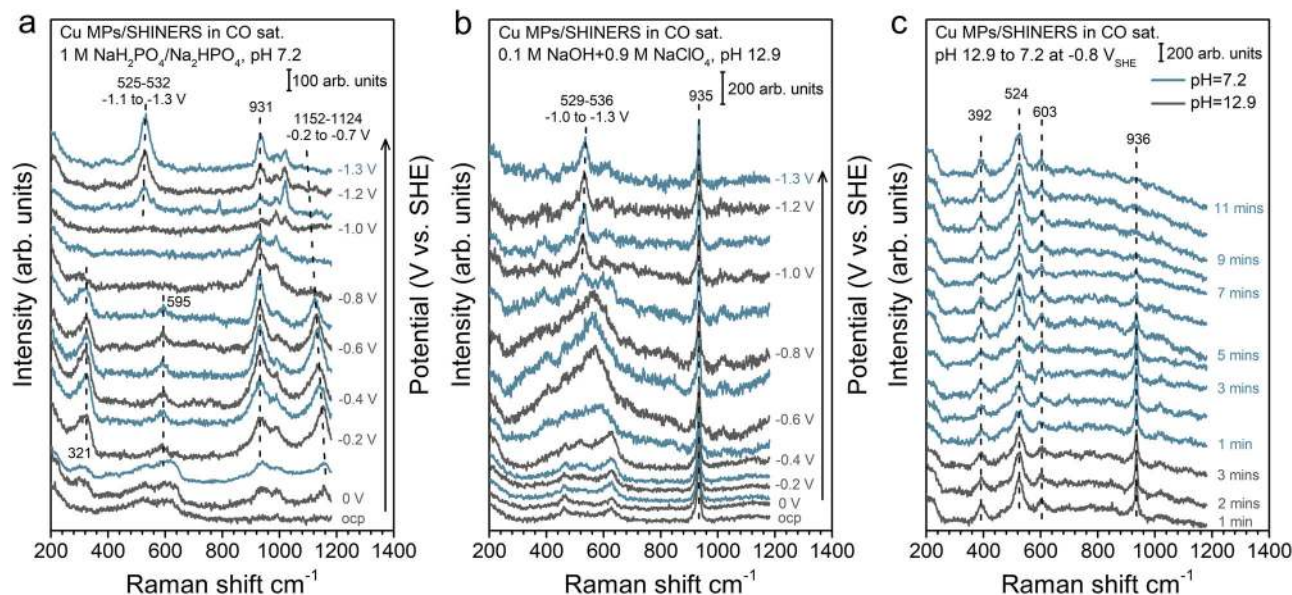 a
Cu MPs/SHINERS in CO sat.
1 M NaH₂PO₄/Na₂HPO₄, pH 7.2
100 arb. units
525-532
-1.1 to -1.3 V
931
1152-1124
-0.2 to -0.7 V
-1.3 V
-1.2 V
-1.0 V
-0.8 V
595
-0.6 V
-0.4 V
-0.2 V
321
0 V
ocp
Intensity (arb. units)
Potential (V vs. SHE)
200 400 600 800 1000 1200 1400
Raman shift cm⁻¹
b
Cu MPs/SHINERS in CO sat.
0.1 M NaOH+0.9 M NaClO₄, pH 12.9
200 arb. units
529-536
-1.0 to -1.3 V
935
-1.3 V
-1.2 V
-1.0 V
-0.8 V
-0.6 V
-0.4 V
-0.2 V
0 V
ocp
Intensity (arb. units)
Potential (V vs. SHE)
200 400 600 800 1000 1200 1400
Raman shift cm⁻¹
c
Cu MPs/SHINERS in CO sat.
pH 12.9 to 7.2 at -0.8 V_SHE
200 arb. units
pH=7.2
pH=12.9
392
524
603
936
11 mins
9 mins
7 mins
5 mins
3 mins
1 min
3 mins
2 mins
1 min
Intensity (arb. units)
200 400 600 800 1000 1200 1400
Raman shift cm⁻¹